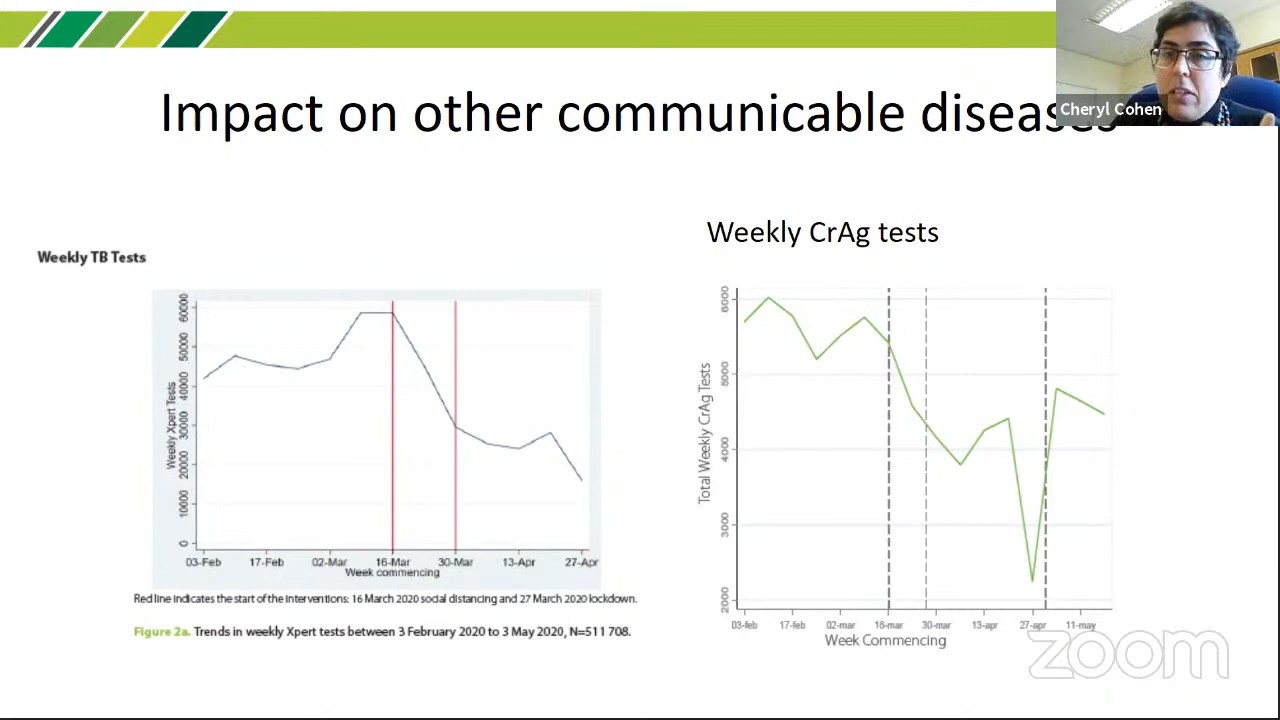 Impact on other communicable diseases
Cheryl Cohen
Weekly TB Tests
Weekly Xpert Tests
60000
50000
40000
30000
20000
10000
0
03-Feb 17-Feb 02-Mar 16-Mar 30-Mar 13-Apr 27-Apr
Week commencing
Red line indicates the start of the interventions: 16 March 2020 social distancing and 27 March 2020 lockdown.
Figure 2a. Trends in weekly Xpert tests between 3 February 2020 to 3 May 2020, N=511 708.
Weekly CrAg tests
Total Weekly CrAg Tests
6000
5000
4000
3000
2000
03-feb 17-feb 02-mar 16-mar 30-mar 13-apr 27-apr 11-may
Week Commencing
zoom